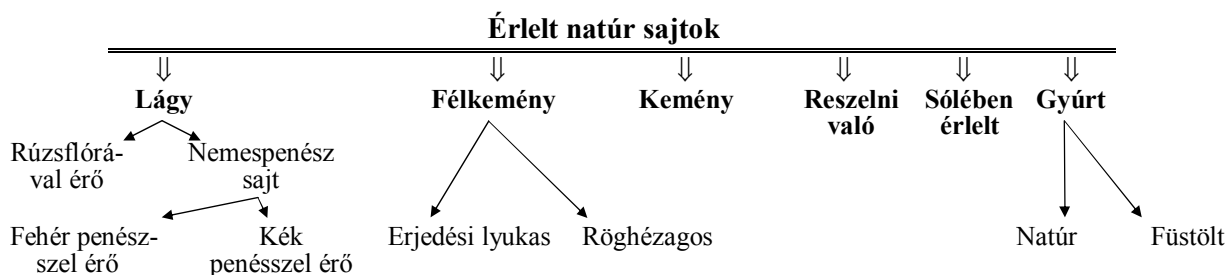 Érlelt natúr sajtok
Lágy
Félkemény
Kemény
Reszelni
való
Sólében
érlelt
Gyúrt
Rúzsflórá-
val érő
Nemespenész
sajt
Fehér penész-
szel érő
Kék
penésszel érő
Erjedési lyukas
Röghézagos
Natúr
Füstölt